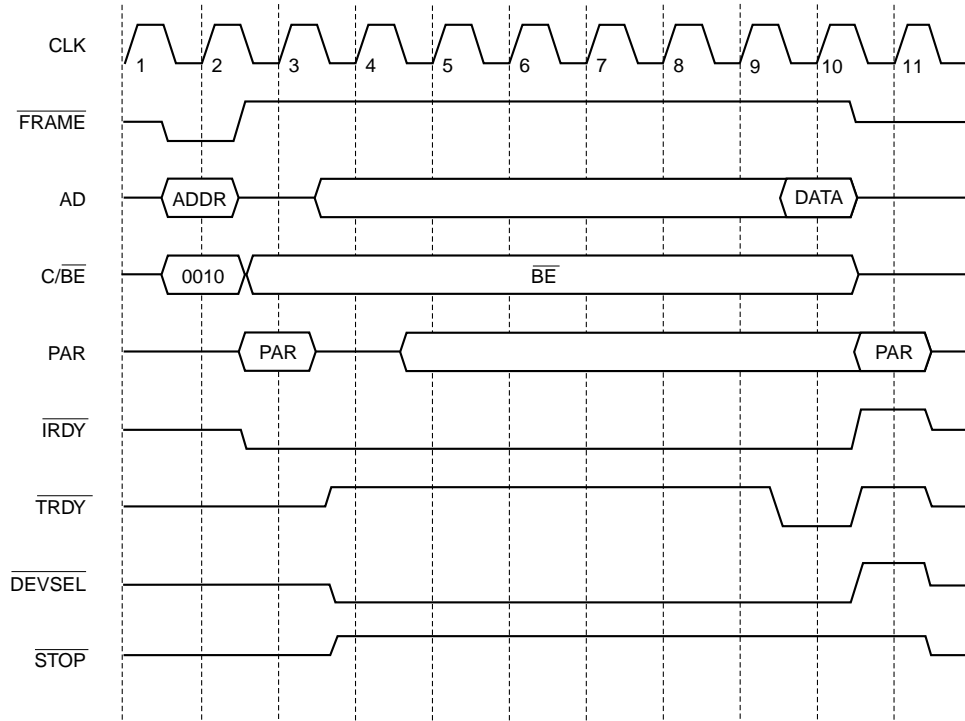 CLK
1 2 3 4 5 6 7 8 9 10 11
FRAME
AD ADDR DATA
C/BE 0010 BE
PAR PAR PAR
IRDY
TRDY
DEVSEL
STOP